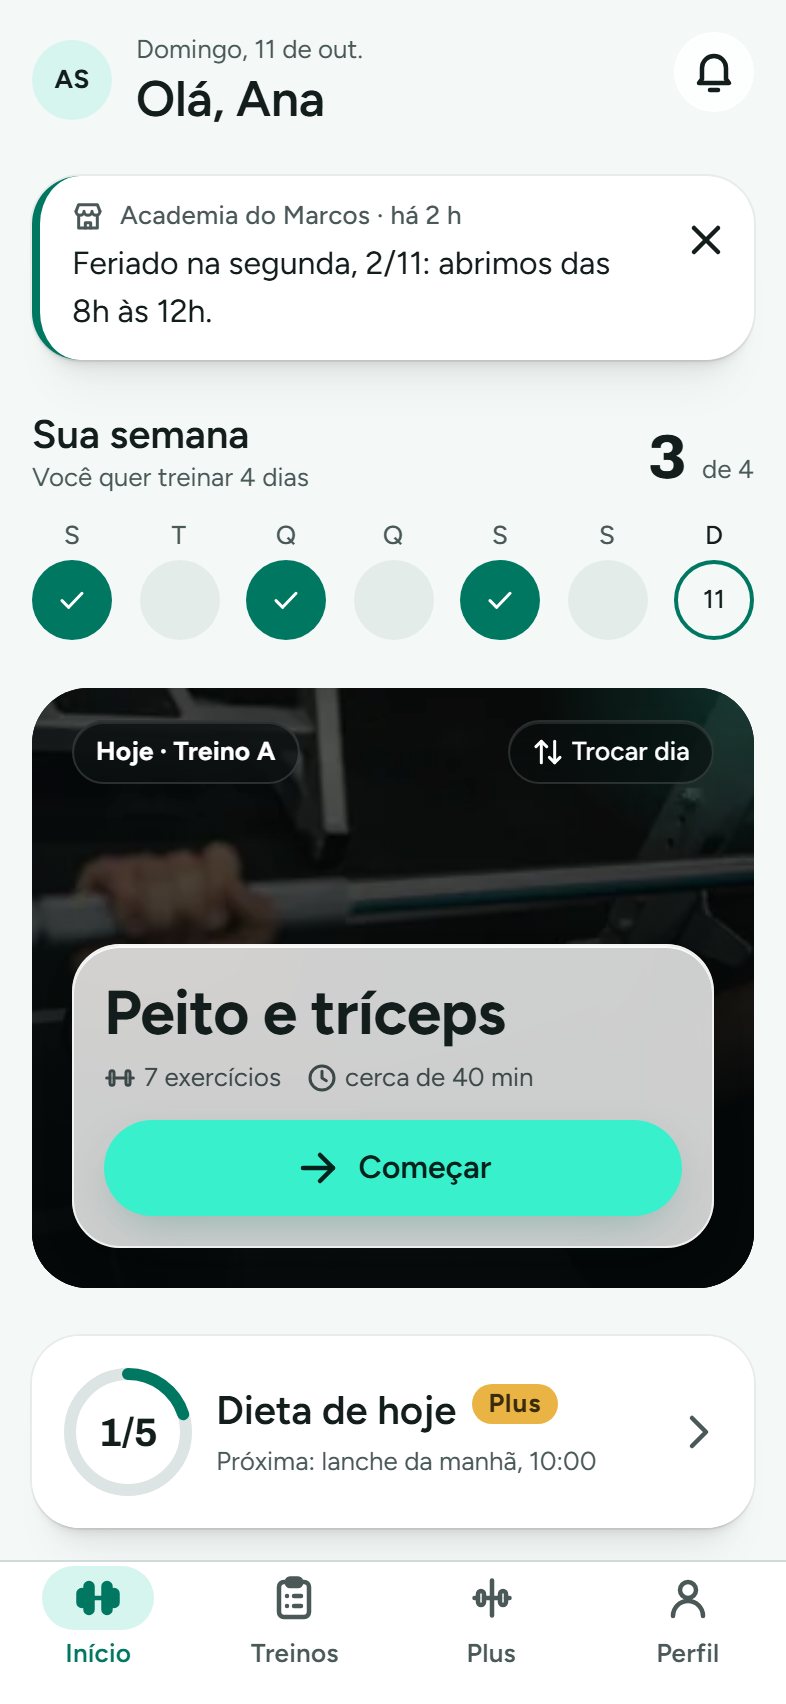 AS
Domingo, 11 de out.
Olá, Ana
Academia do Marcos · há 2 h
Feriado na segunda, 2/11: abrimos das
8h às 12h.
Sua semana
Você quer treinar 4 dias
3 de 4
S T Q Q S S D
11
Hoje · Treino A
Trocar dia
Peito e tríceps
7 exercícios cerca de 40 min
Começar
1/5
Dieta de hoje Plus
Próxima: lanche da manhã, 10:00
Início Treinos Plus Perfil